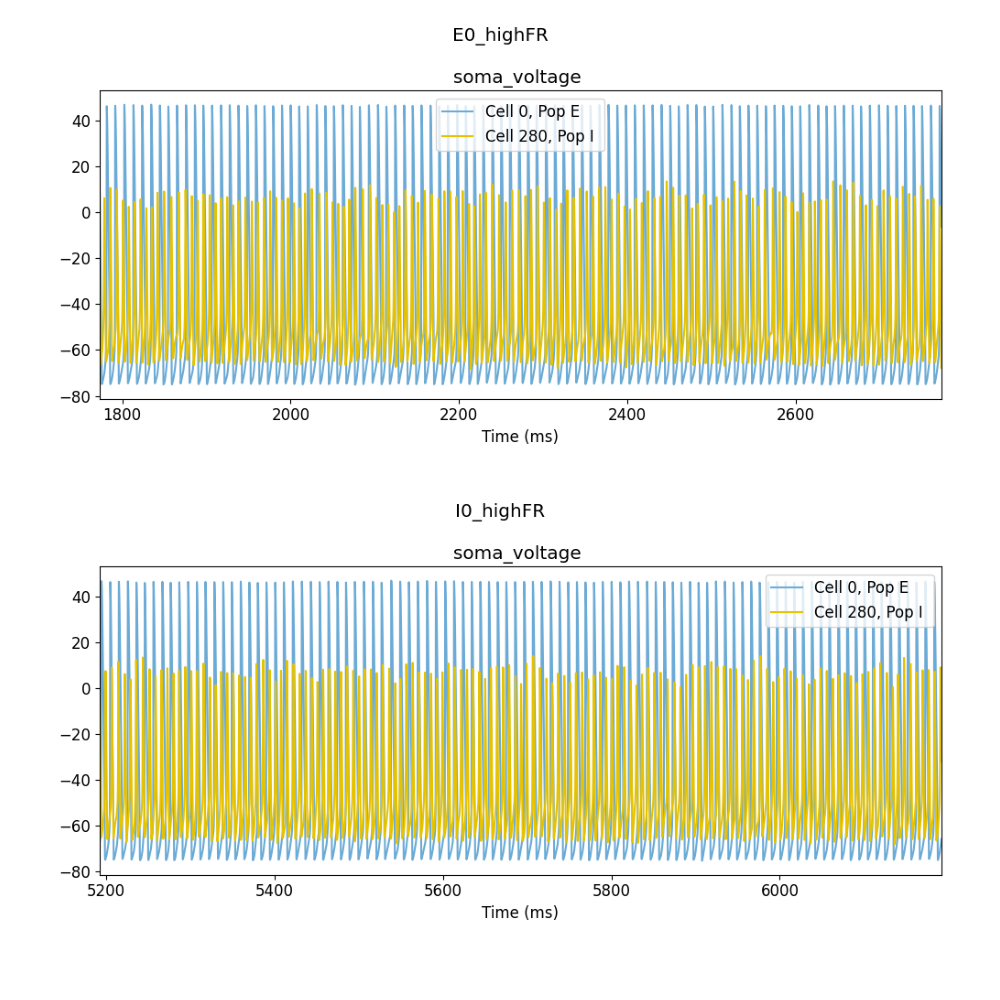 E0_highFR
soma_voltage
Cell 0, Pop E
Cell 280, Pop I
40
20
0
−20
−40
−60
−80
1800 2000 2200 2400 2600
Time (ms)
I0_highFR
soma_voltage
Cell 0, Pop E
Cell 280, Pop I
40
20
0
−20
−40
−60
−80
5200 5400 5600 5800 6000
Time (ms)